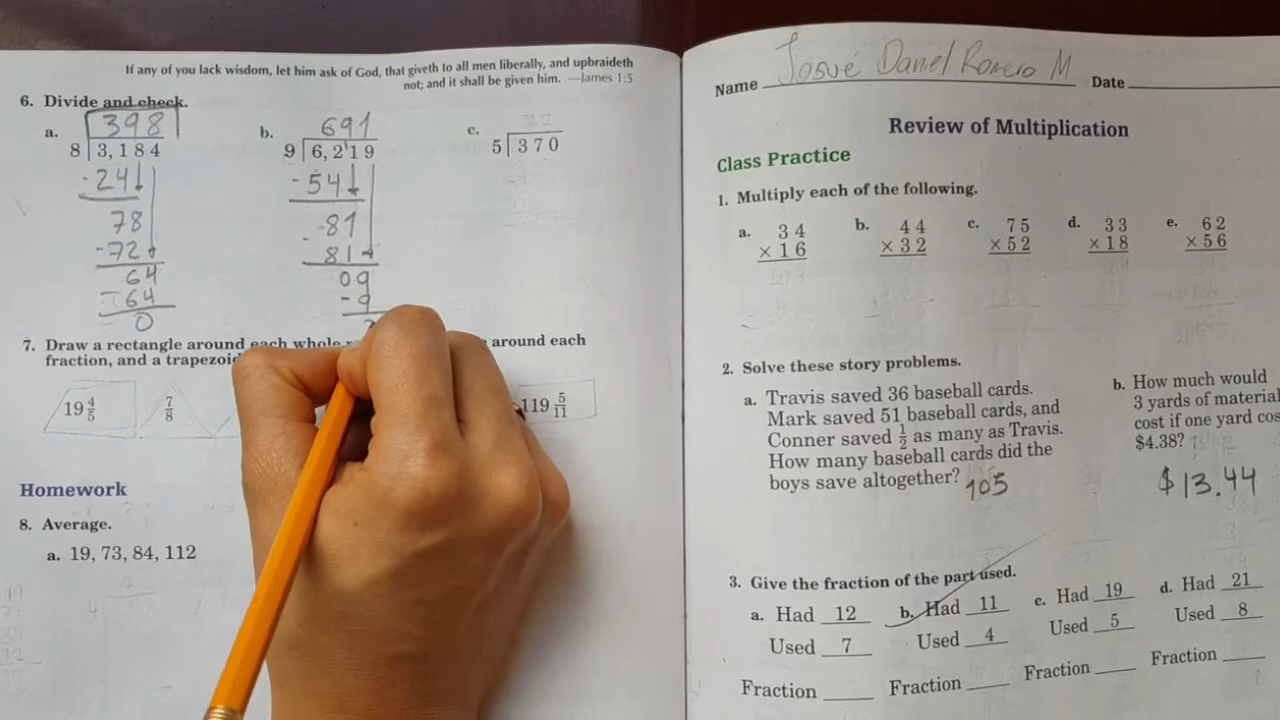 If any of you lack wisdom, let him ask of God, that giveth to all men liberally, and upbraideth
not; and it shall be given him. —James 1:5
6. Divide and check.
a. 398
8 3,184
-24
78
-72
64
-64
0
b. 691
9 6,219
-54
81
81
09
-9
c.
5 370
7. Draw a rectangle around each whole around each
fraction, and a trapezoid
19 4/5
7/8
119 5/11
Homework
8. Average.
a. 19, 73, 84, 112
Name Josué Daniel Romero M Date
Review of Multiplication
Class Practice
1. Multiply each of the following.
a. 34
× 16
b. 44
× 32
c. 75
× 52
d. 33
× 18
e. 62
× 56
2. Solve these story problems.
a. Travis saved 36 baseball cards.
Mark saved 51 baseball cards, and
Conner saved 1/2 as many as Travis.
How many baseball cards did the
boys save altogether? 105
b. How much would
3 yards of material
cost if one yard cos
$4.38?
$13.44
3. Give the fraction of the part used.
a. Had 12
Used 7
Fraction
b. Had 11
Used 4
Fraction
c. Had 19
Used 5
Fraction
d. Had 21
Used 8
Fraction